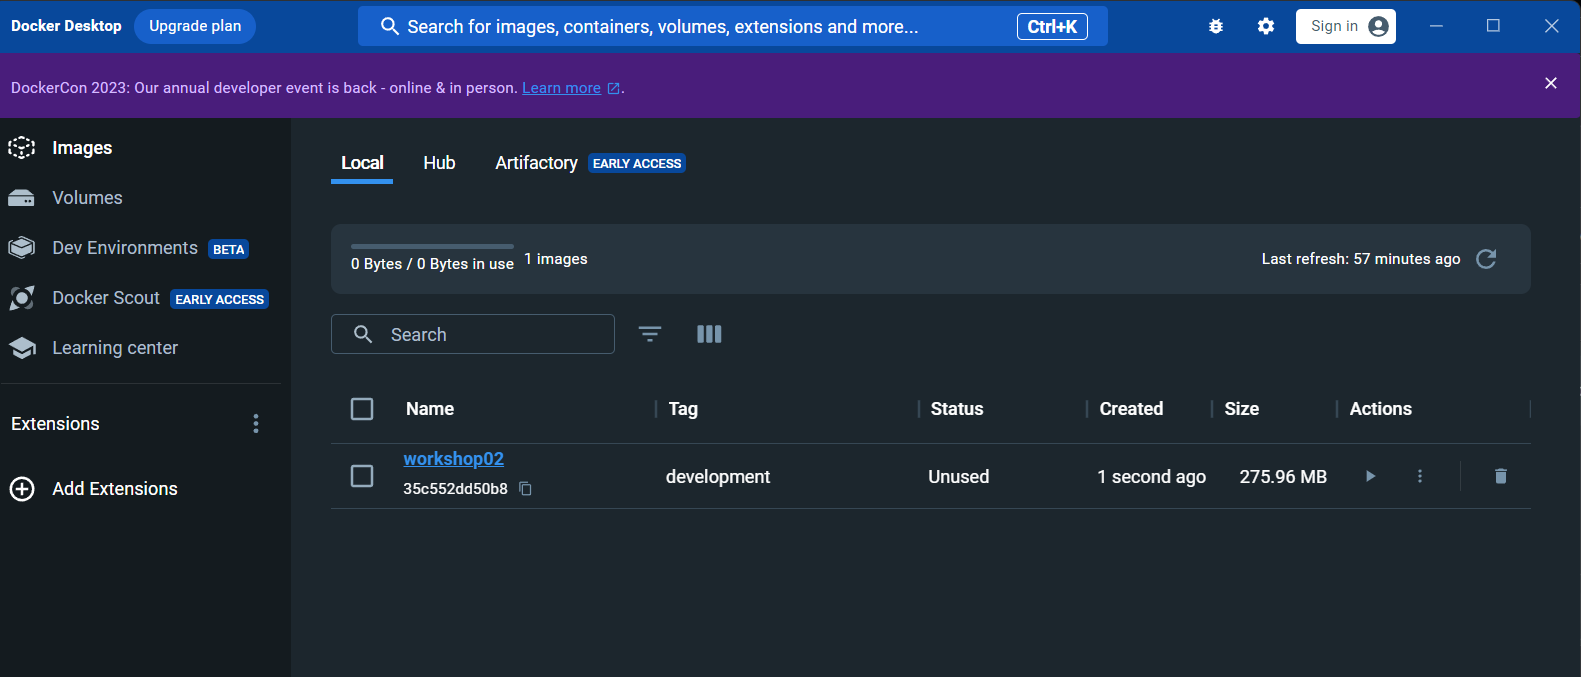 Docker Desktop Upgrade plan Search for images, containers, volumes, extensions and more... Ctrl+K Sign in
DockerCon 2023: Our annual developer event is back - online & in person. Learn more .
Images
Volumes
Dev Environments BETA
Docker Scout EARLY ACCESS
Learning center
Extensions
Add Extensions
Local Hub Artifactory EARLY ACCESS
0 Bytes / 0 Bytes in use 1 images Last refresh: 57 minutes ago
Search
Name Tag Status Created Size Actions
workshop02 development Unused 1 second ago 275.96 MB
35c552dd50b8